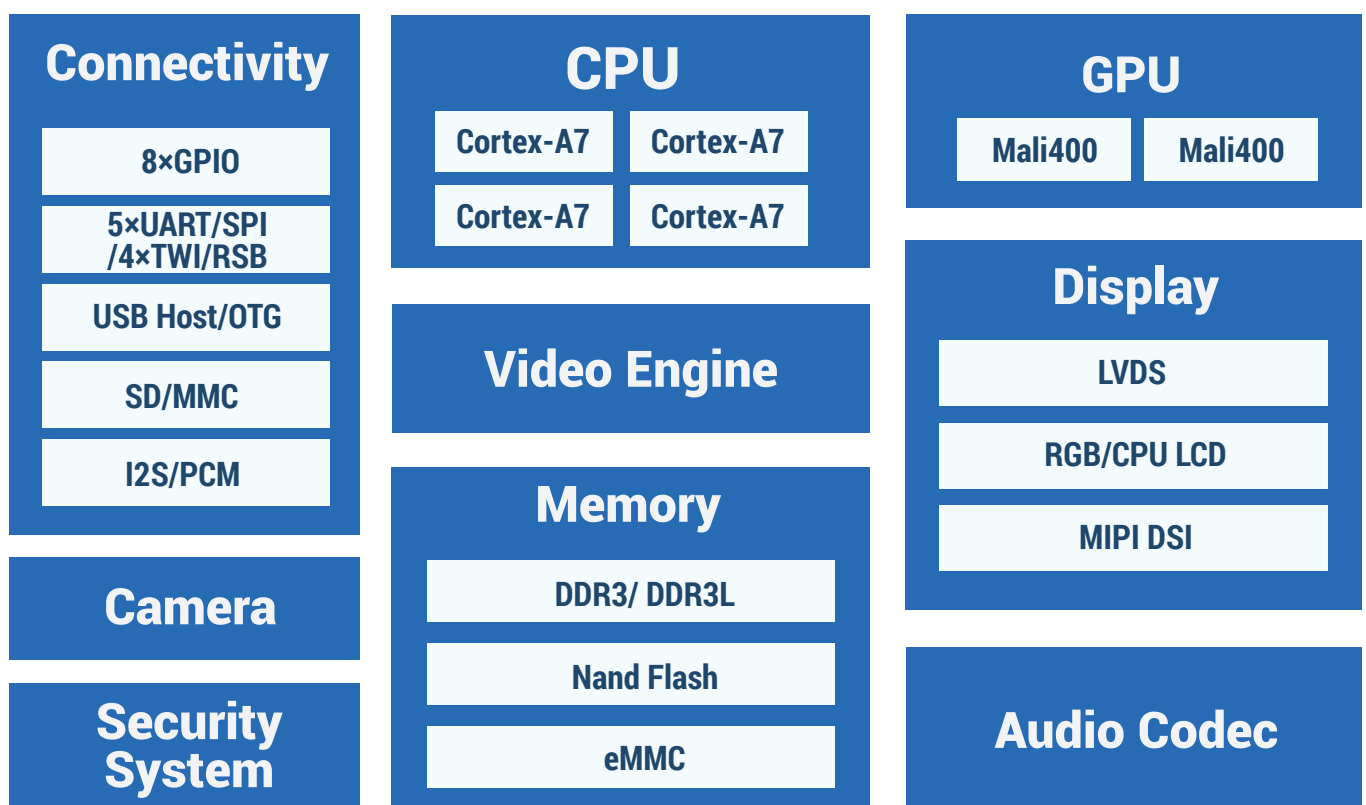 Connectivity
8×GPIO
5×UART/SPI
/4×TWI/RSB
USB Host/OTG
SD/MMC
I2S/PCM
Camera
Security
System
CPU
Cortex-A7
Cortex-A7
Cortex-A7
Cortex-A7
Video Engine
Memory
DDR3/ DDR3L
Nand Flash
eMMC
GPU
Mali400
Mali400
Display
LVDS
RGB/CPU LCD
MIPI DSI
Audio Codec